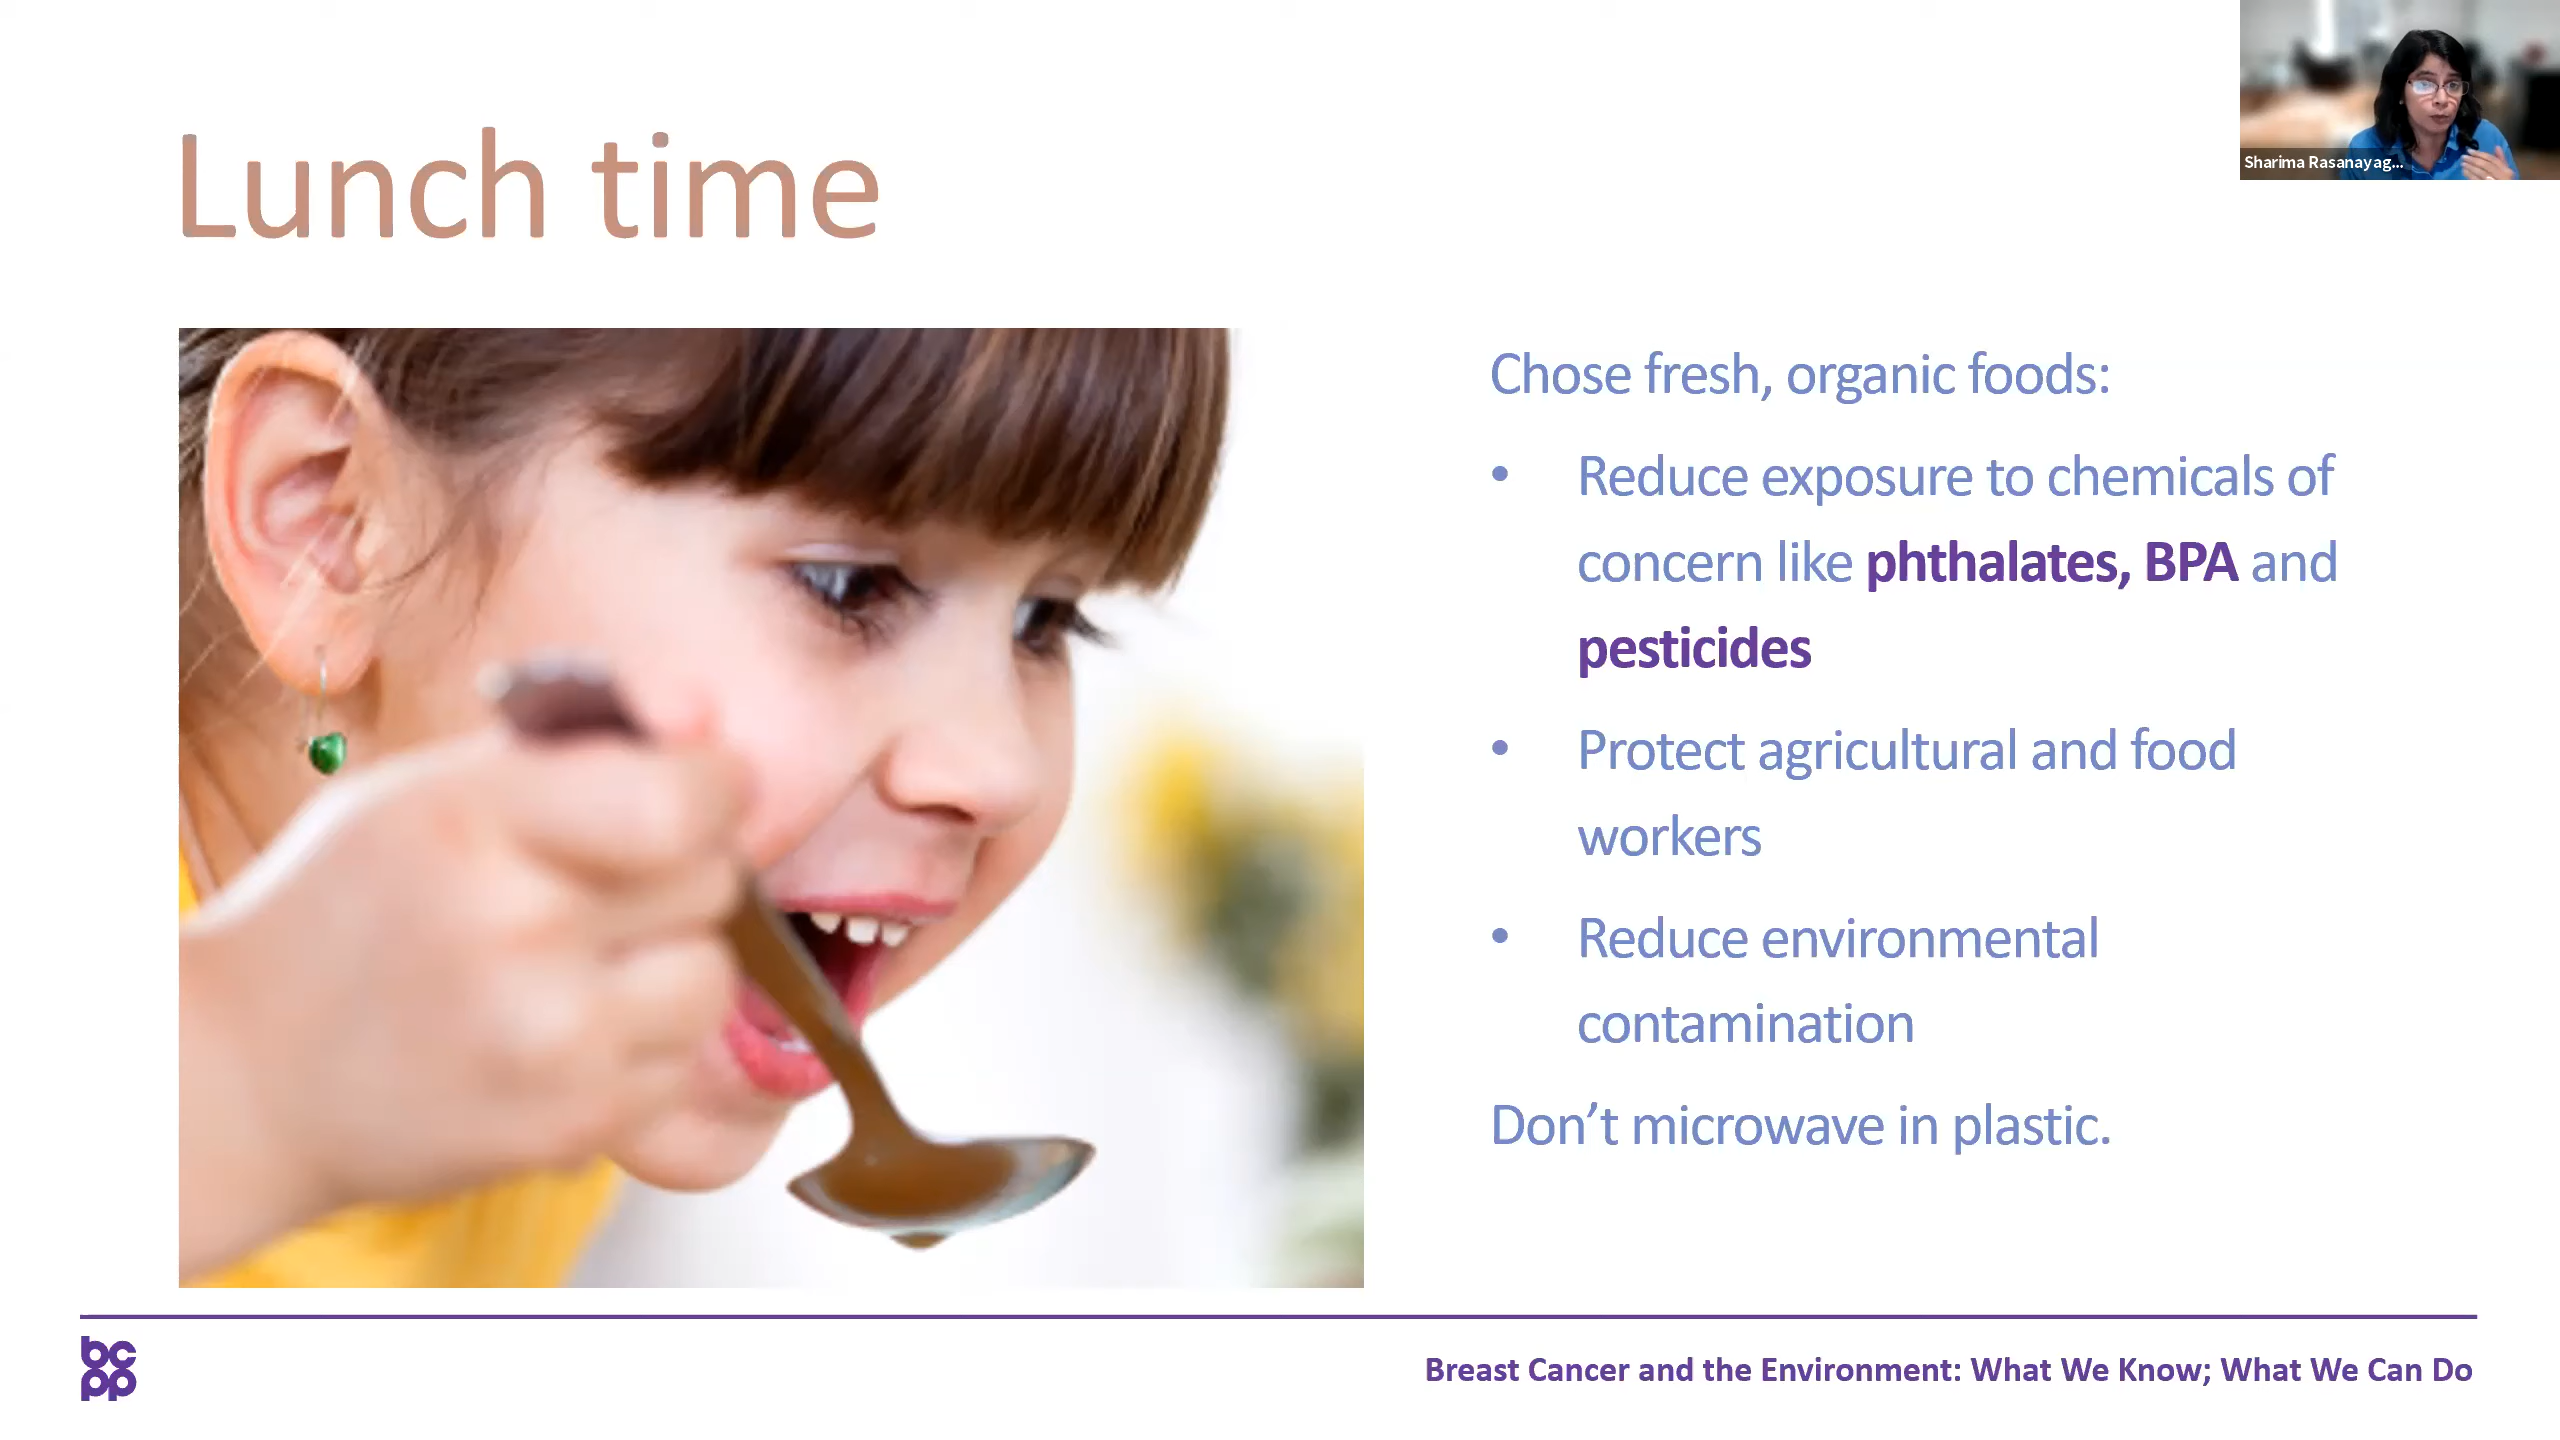 Lunch time
Sharima Rasanayag...
Chose fresh, organic foods:
• Reduce exposure to chemicals of
concern like phthalates, BPA and
pesticides
• Protect agricultural and food
workers
• Reduce environmental
contamination
Don’t microwave in plastic.
bc
pp
Breast Cancer and the Environment: What We Know; What We Can Do